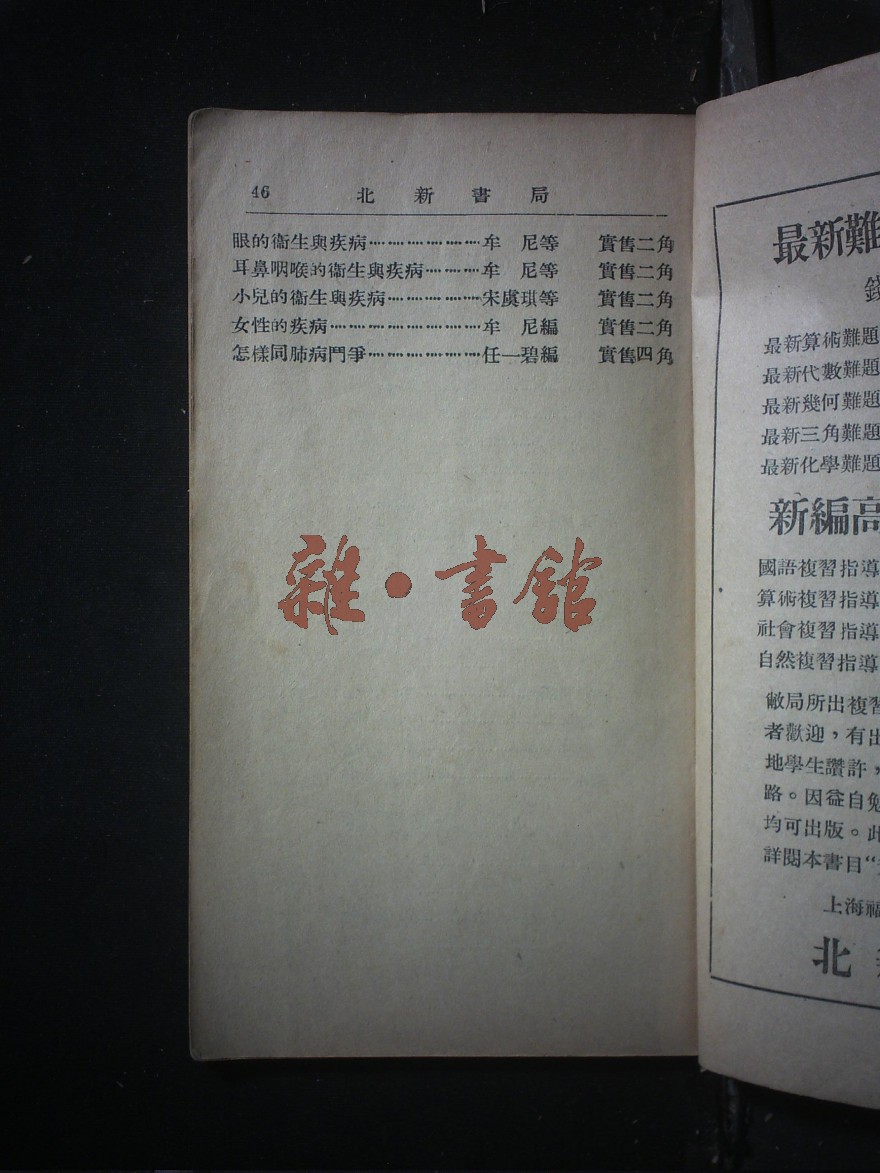 46 北新書局
眼的衞生與疾病…………………牟　尼等　實售二角
耳鼻咽喉的衞生與疾病………牟　尼等　實售二角
小兒的衞生與疾病………………宋虞琪等　實售二角
女性的疾病………………………牟　尼編　實售二角
怎樣同肺病鬥爭…………………任一碧編　實售四角
雜•書館
最新難
錢
最新算術難題
最新代數難題
最新幾何難題
最新三角難題
最新化學難題
新編高
國語複習指導
算術複習指導
社會複習指導
自然複習指導
敝局所出複習
者歡迎，有出
地學生讚許，
路。因益自勉
均可出版。此
詳閱本書目“
上海福
北